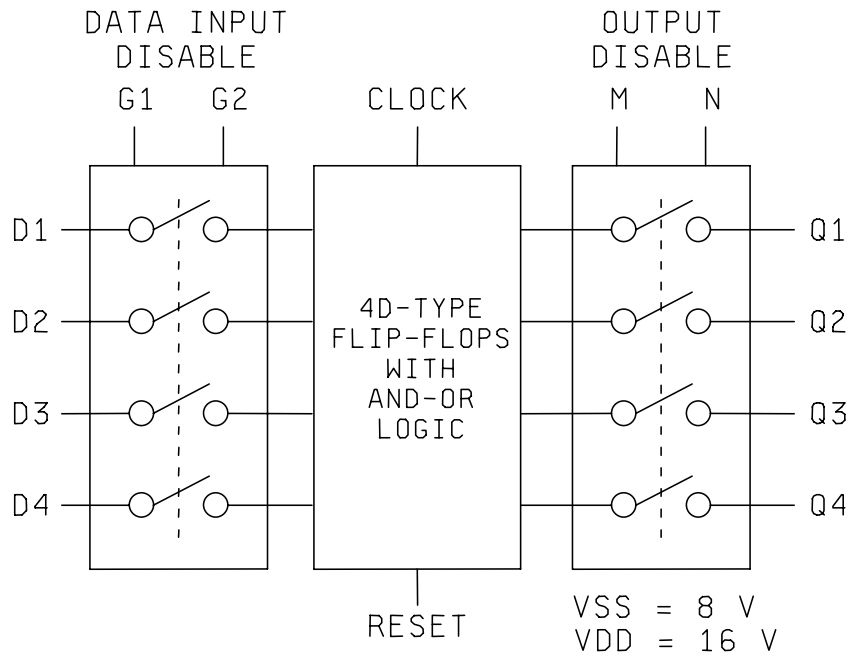 DATA INPUT
DISABLE
OUTPUT
DISABLE
G1 G2
CLOCK
M N
D1
Q1
D2
Q2
D3
Q3
D4
Q4
4D-TYPE
FLIP-FLOPS
WITH
AND-OR
LOGIC
RESET
VSS = 8 V
VDD = 16 V